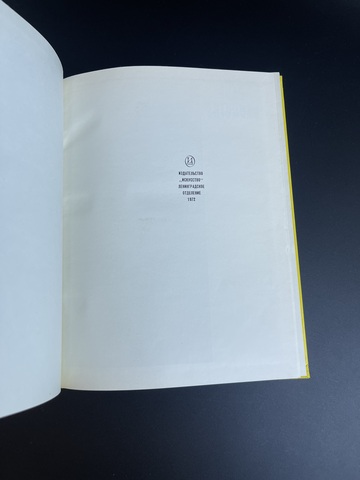 ИЗДАТЕЛЬСТВО
„ИСКУССТВО“
ЛЕНИНГРАДСКОЕ
ОТДЕЛЕНИЕ
1972